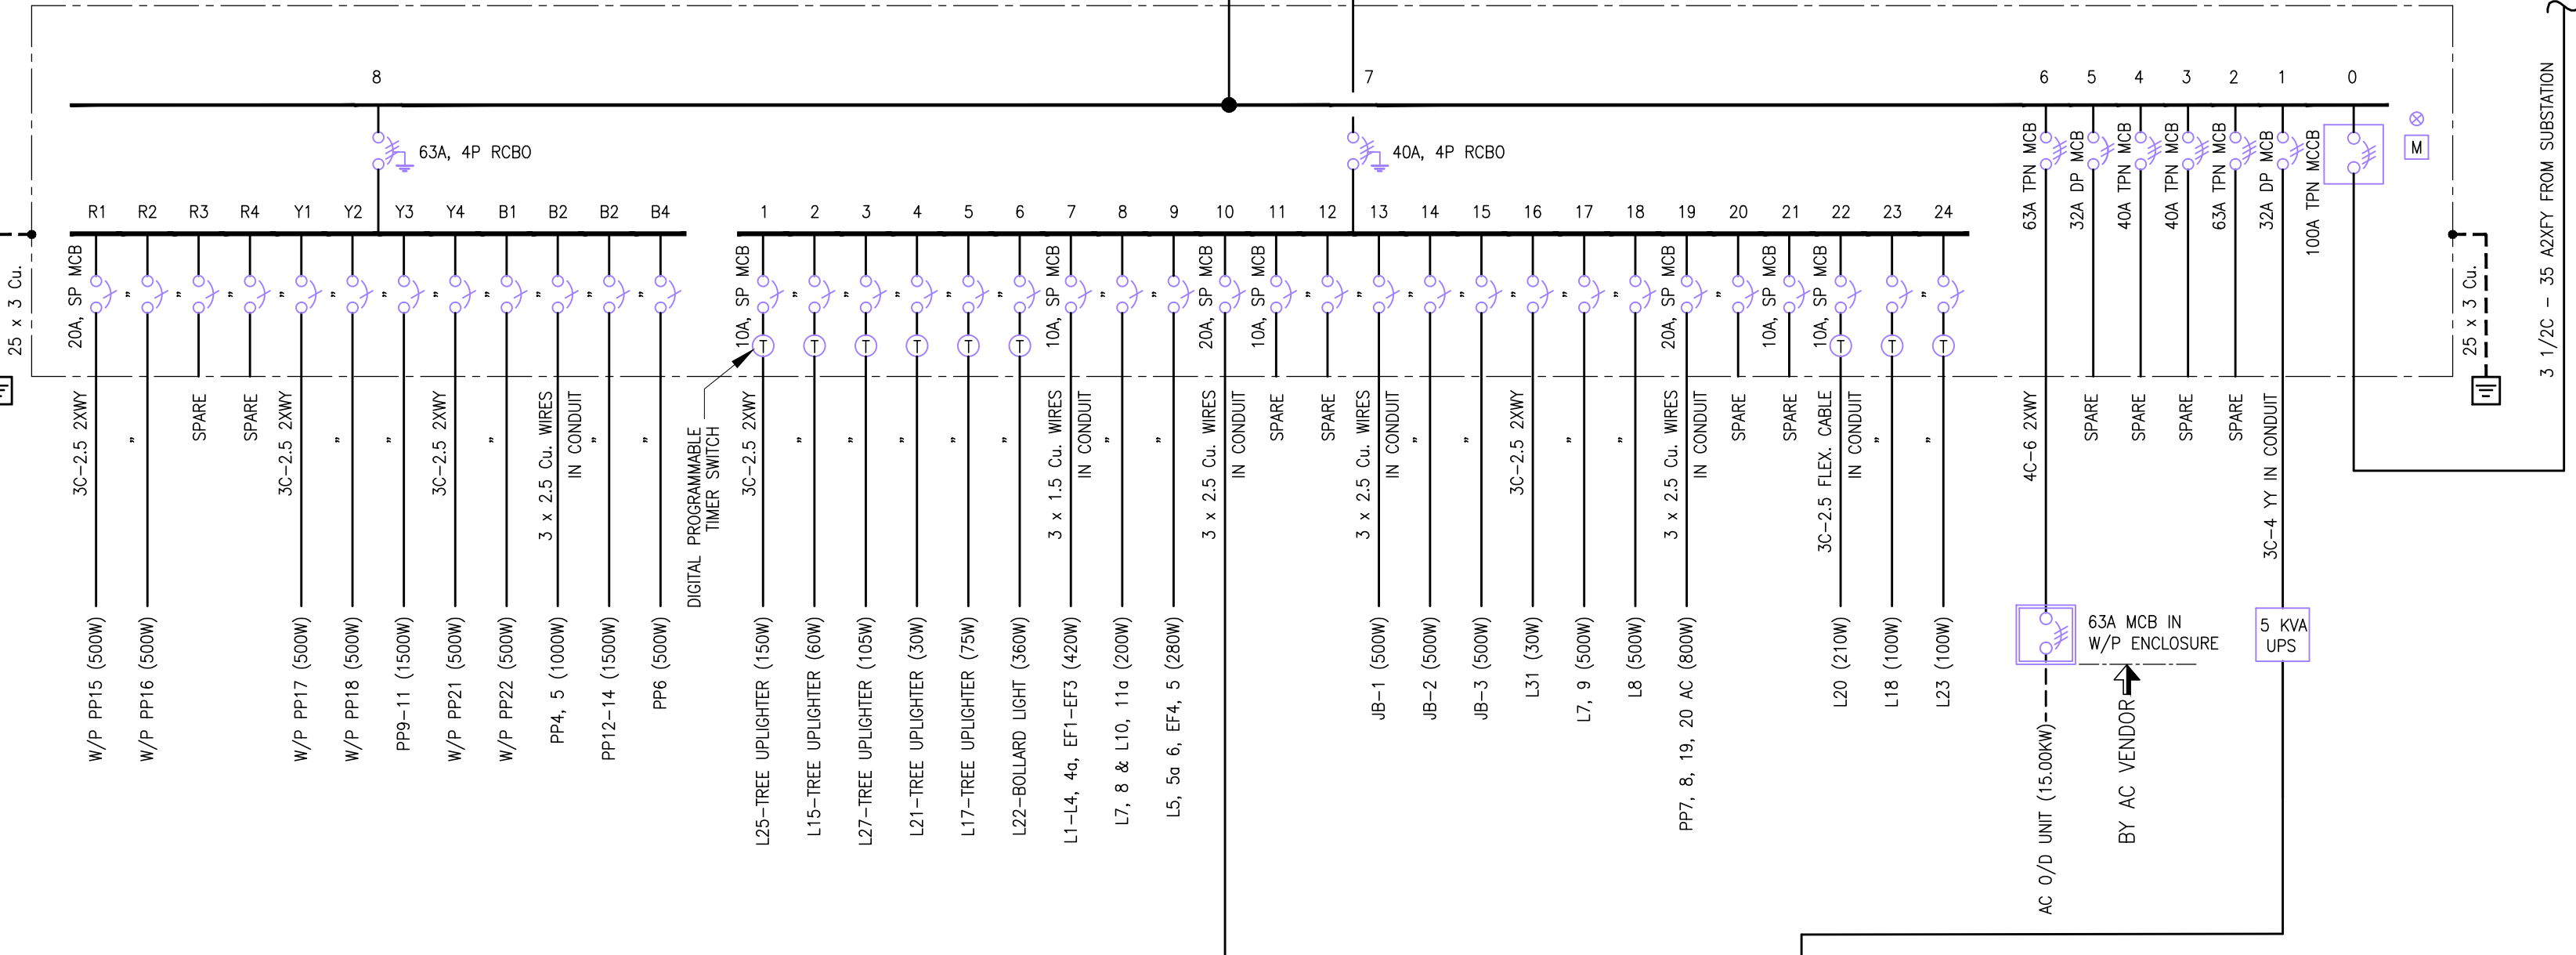 8
7
6
5
4
3
2
1
0
63A, 4P RCBO
40A, 4P RCBO
63A TPN MCB
32A DP MCB
40A TPN MCB
40A TPN MCB
63A TPN MCB
32A DP MCB
100A TPN MCCB
M
3 1/2C - 35 A2XFY FROM SUBSTATION
R1
R2
R3
R4
Y1
Y2
Y3
Y4
B1
B2
B2
B4
1
2
3
4
5
6
7
8
9
10
11
12
13
14
15
16
17
18
19
20
21
22
23
24
25 x 3 Cu.
20A, SP MCB
"
"
"
"
"
"
"
"
"
"
"
10A, SP MCB
"
"
"
"
"
10A, SP MCB
"
"
20A, SP MCB
10A, SP MCB
"
"
"
"
"
"
"
20A, SP MCB
"
10A, SP MCB
10A, SP MCB
"
T
T
T
T
T
T
T
T
T
25 x 3 Cu.
3C-2.5 2XWY
"
SPARE
SPARE
3C-2.5 2XWY
"
"
3C-2.5 2XWY
"
3 x 2.5 Cu. WIRES
IN CONDUIT
"
"
DIGITAL PROGRAMMABLE
TIMER SWITCH
3C-2.5 2XWY
"
"
"
"
"
3 x 1.5 Cu. WIRES
IN CONDUIT
"
"
3 x 2.5 Cu. WIRES
IN CONDUIT
SPARE
SPARE
3 x 2.5 Cu. WIRES
IN CONDUIT
"
"
3C-2.5 2XWY
"
"
3 x 2.5 Cu. WIRES
IN CONDUIT
SPARE
SPARE
3C-2.5 FLEX. CABLE
IN CONDUIT
"
"
4C-6 2XWY
SPARE
SPARE
SPARE
SPARE
3C-4 YY IN CONDUIT
W/P PP15 (500W)
W/P PP16 (500W)
W/P PP17 (500W)
W/P PP18 (500W)
PP9-11 (1500W)
W/P PP21 (500W)
W/P PP22 (500W)
PP4, 5 (1000W)
PP12-14 (1500W)
PP6 (500W)
L25-TREE UPLIGHTER (150W)
L15-TREE UPLIGHTER (60W)
L27-TREE UPLIGHTER (105W)
L21-TREE UPLIGHTER (30W)
L17-TREE UPLIGHTER (75W)
L22-BOLLARD LIGHT (360W)
L1-L4, 4a, EF1-EF3 (420W)
L7, 8 & L10, 11a (200W)
L5, 5a 6, EF4, 5 (280W)
JB-1 (500W)
JB-2 (500W)
JB-3 (500W)
L31 (30W)
L7, 9 (500W)
L8 (500W)
PP7, 8, 19, 20 AC (800W)
L20 (210W)
L18 (100W)
L23 (100W)
63A MCB IN
W/P ENCLOSURE
5 KVA
UPS
AC O/D UNIT (15.00KW)
BY AC VENDOR